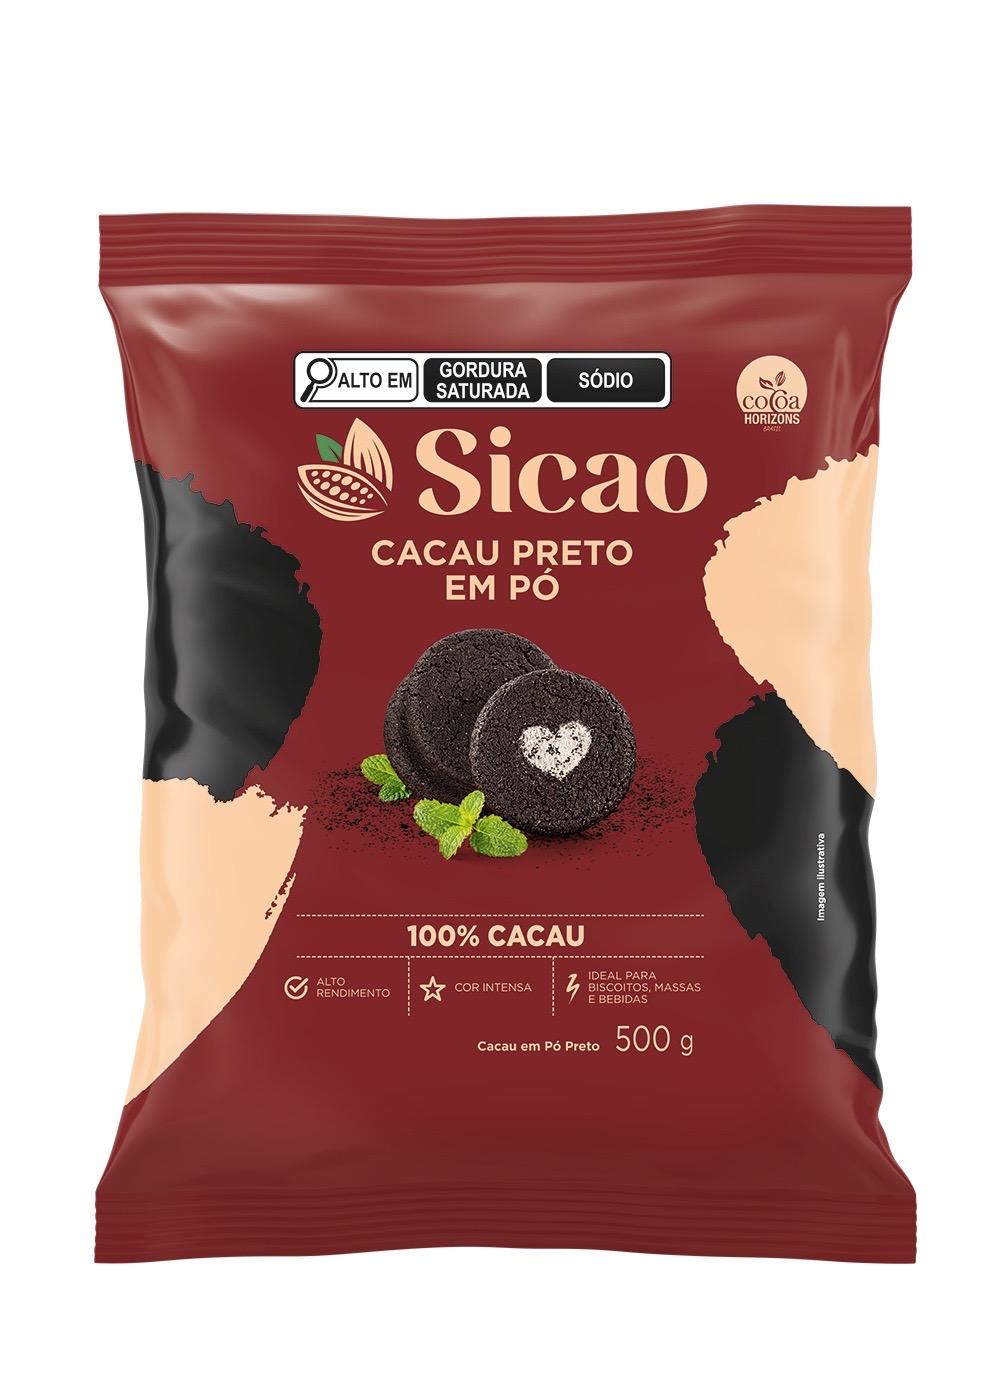 ALTO EM
GORDURA
SATURADA
SÓDIO
cocoa
HORIZONS
BRASIL
Sicao
CACAU PRETO
EM PÓ
Imagem ilustrativa
100% CACAU
ALTO
RENDIMENTO
COR INTENSA
IDEAL PARA
BISCOITOS, MASSAS
E BEBIDAS
Cacau em Pó Preto 500 g